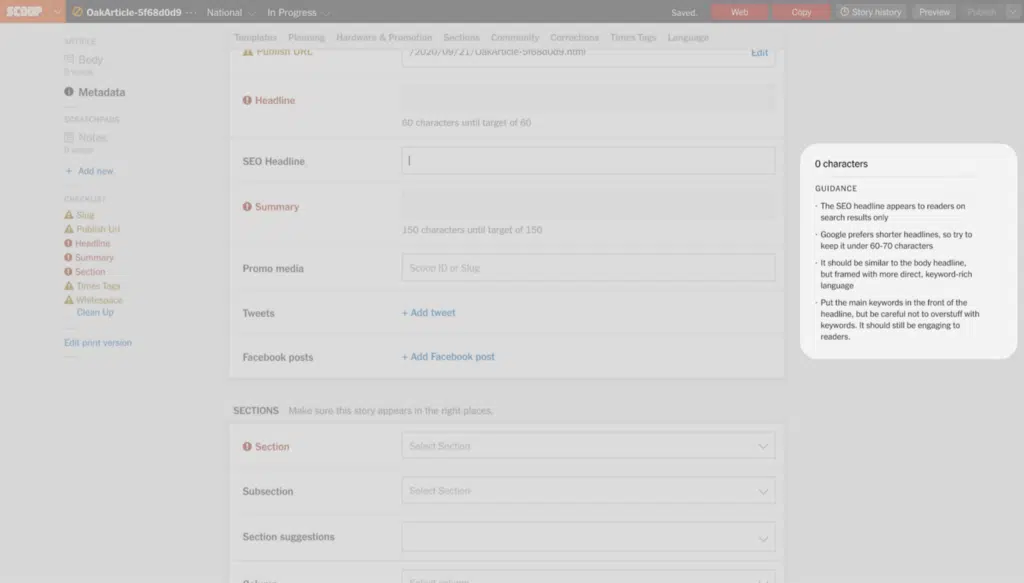 SCOOP
OakArticle-5f68d0d9 ··· National In Progress Saved. Web Copy Story history Preview Publish
Templates Planning Hardware & Promotion Sections Community Corrections Times Tags Language
ARTICLE
Body
0 words
Metadata
SCRATCHPADS
Notes
0 words
+ Add new
CHECKLIST
Slug
Publish Url
Headline
Summary
Section
Times Tags
Whitespace
Clean Up
Edit print version
Publish URL /2020/09/21/OakArticle-5f68d0d9.html Edit
Headline
60 characters until target of 60
SEO Headline
Summary
150 characters until target of 150
Promo media Scoop ID or Slug
Tweets + Add tweet
Facebook posts + Add Facebook post
SECTIONS Make sure this story appears in the right places.
Section Select Section
Subsection Select Section
Section suggestions
Column Select column
0 characters
GUIDANCE
· The SEO headline appears to readers on
search results only
· Google prefers shorter headlines, so try to
keep it under 60-70 characters
· It should be similar to the body headline,
but framed with more direct, keyword-rich
language
· Put the main keywords in the front of the
headline, but be careful not to overstuff with
keywords. It should still be engaging to
readers.